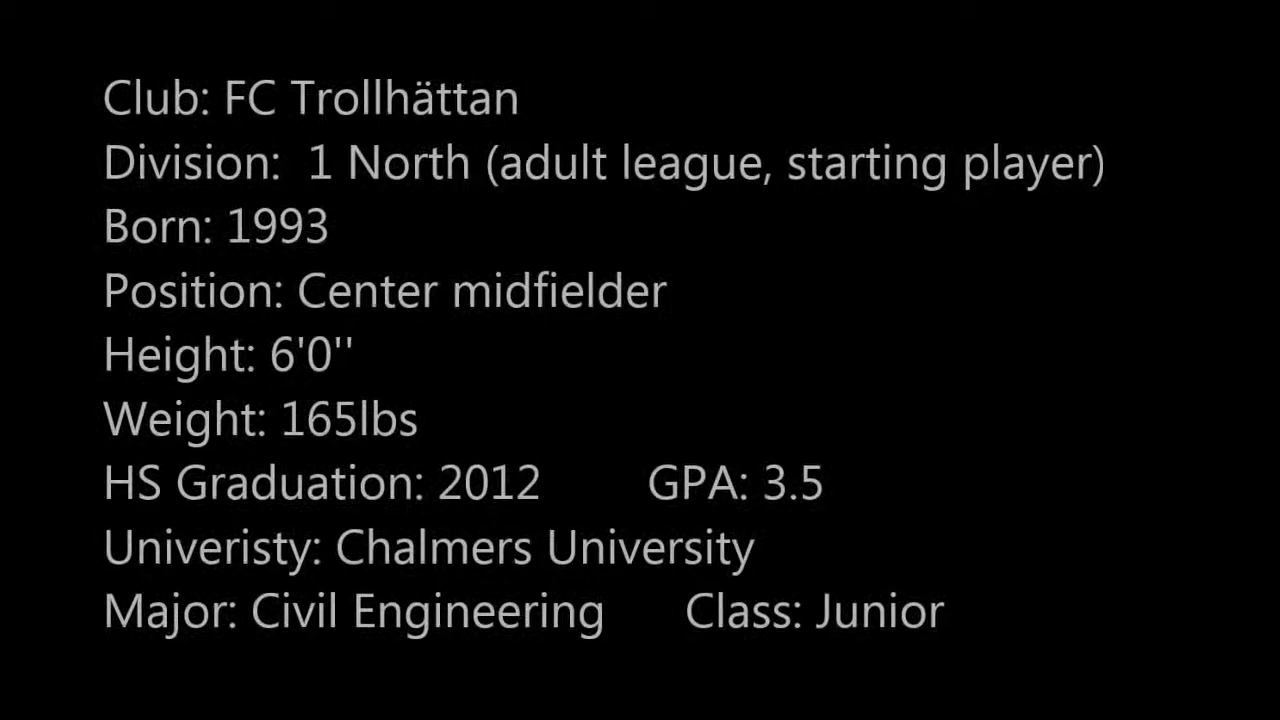 Club: FC Trollhättan
Division:  1 North (adult league, starting player)
Born: 1993
Position: Center midfielder
Height: 6'0''
Weight: 165lbs
HS Graduation: 2012 GPA: 3.5
Univeristy: Chalmers University
Major: Civil Engineering Class: Junior